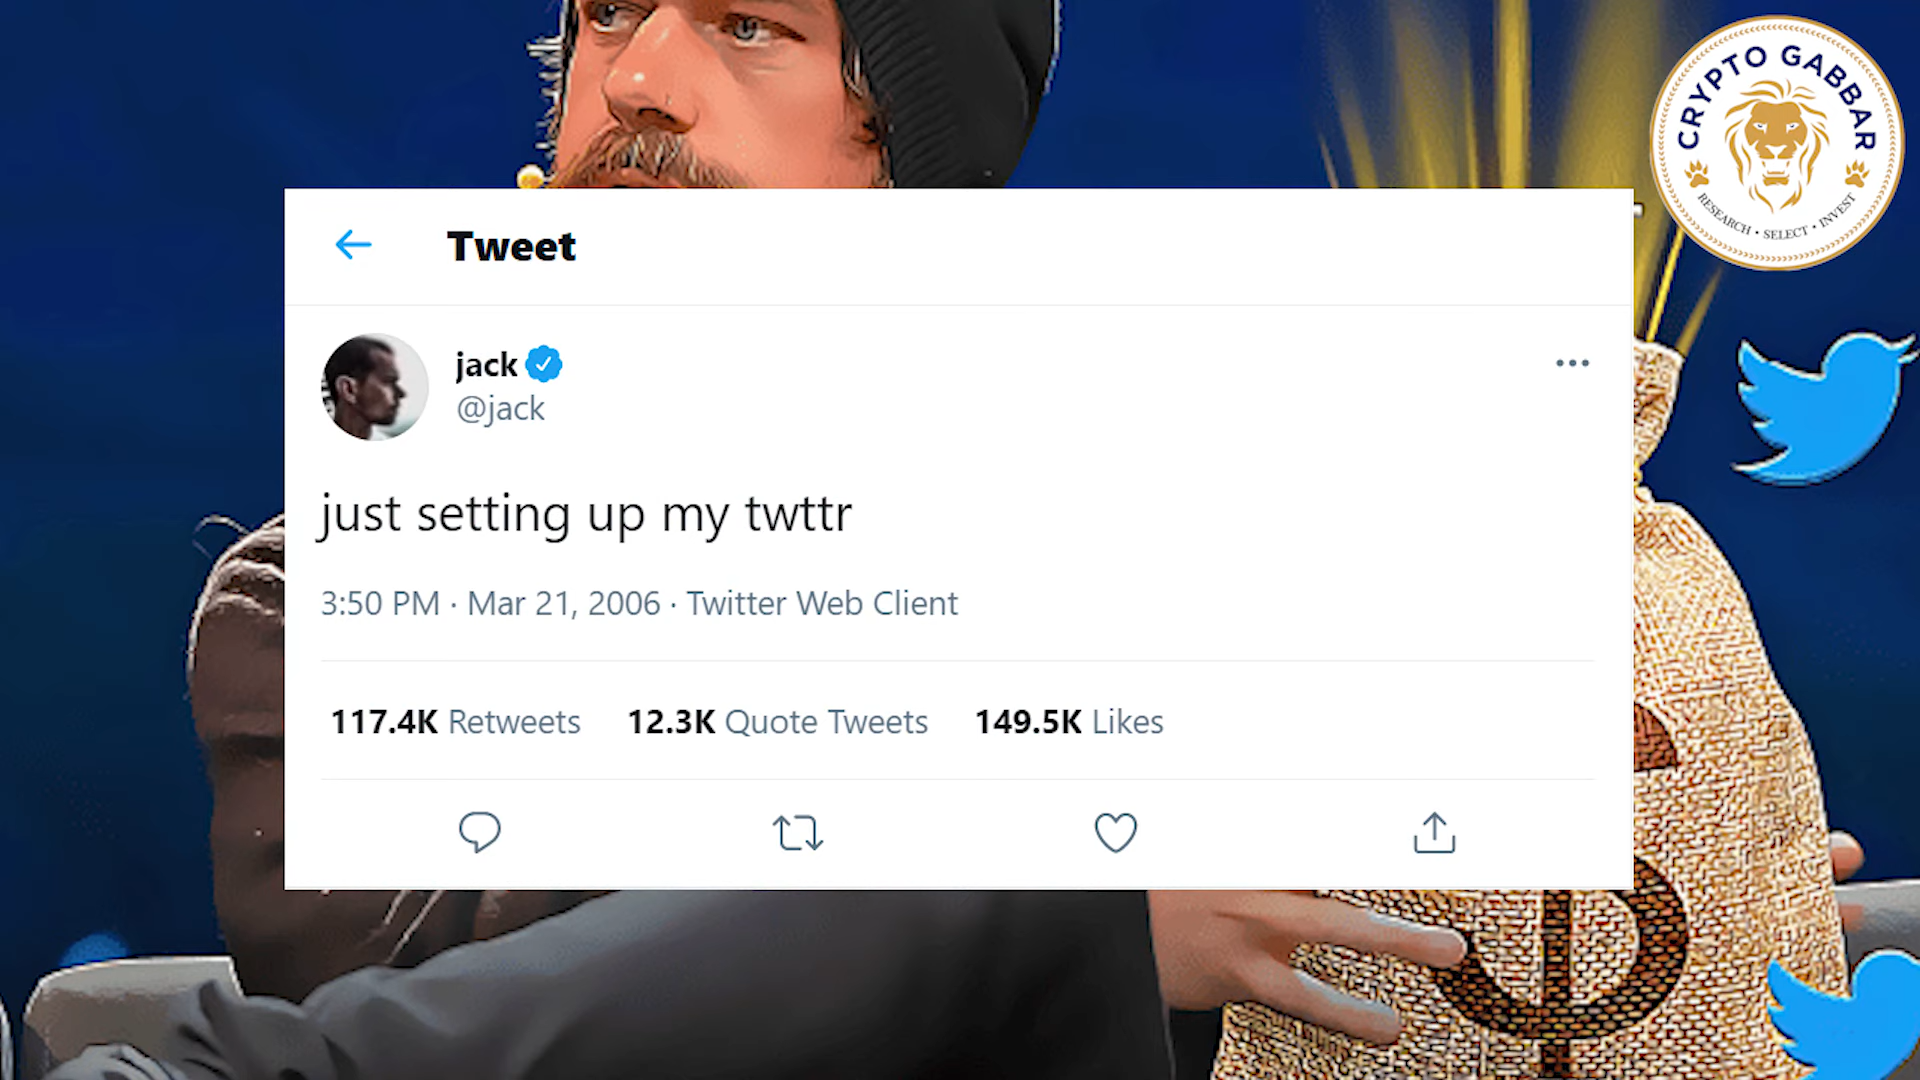 CRYPTO GABBAR
RESEARCH • SELECT • INVEST
Tweet
jack
@jack
just setting up my twttr
3:50 PM · Mar 21, 2006 · Twitter Web Client
117.4K Retweets 12.3K Quote Tweets 149.5K Likes